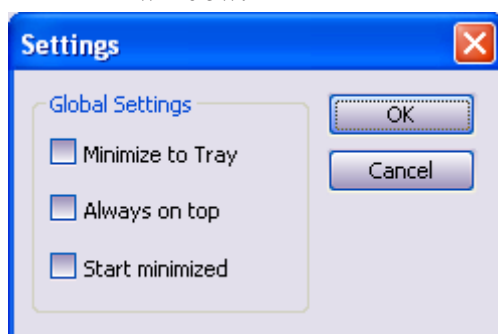 Settings
Global Settings
OK
Minimize to Tray
Cancel
Always on top
Start minimized